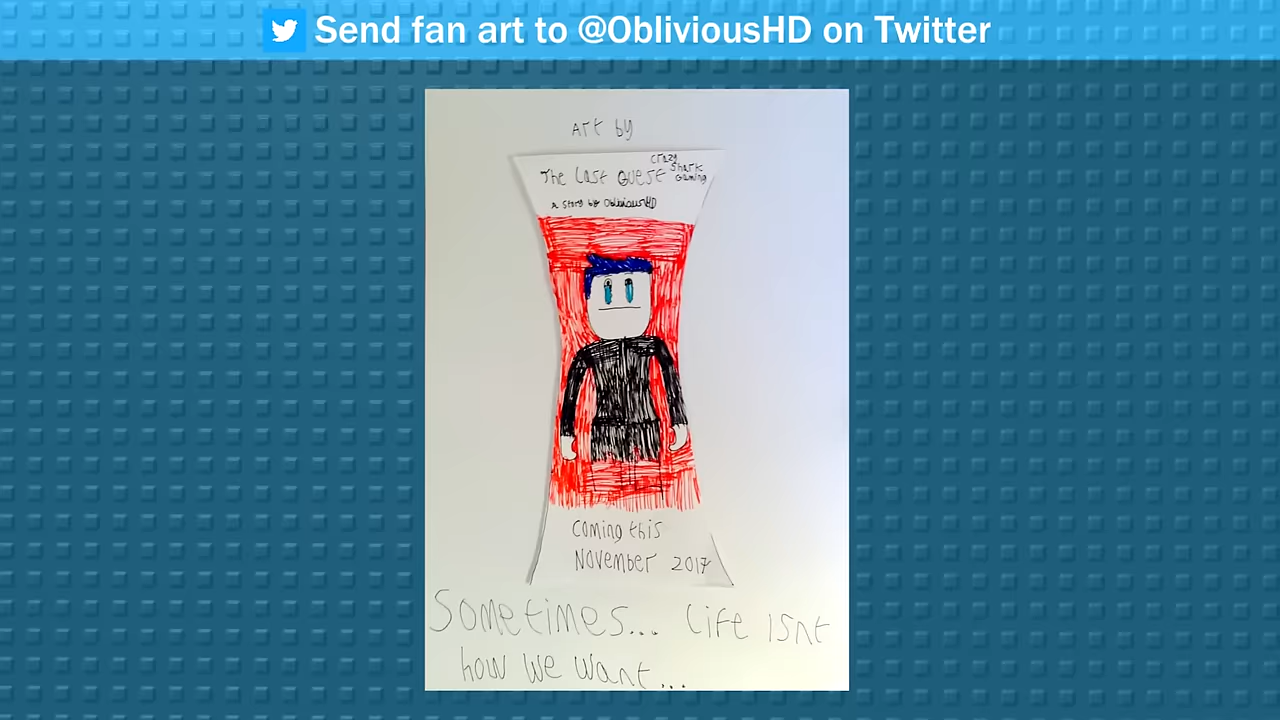 Send fan art to @ObliviousHD on Twitter
Art by
Crazy
Shark
Gaming
The Last Guest
A Story by ObliviousHD
Coming this
November 2017
Sometimes... Life isnt
how we want...